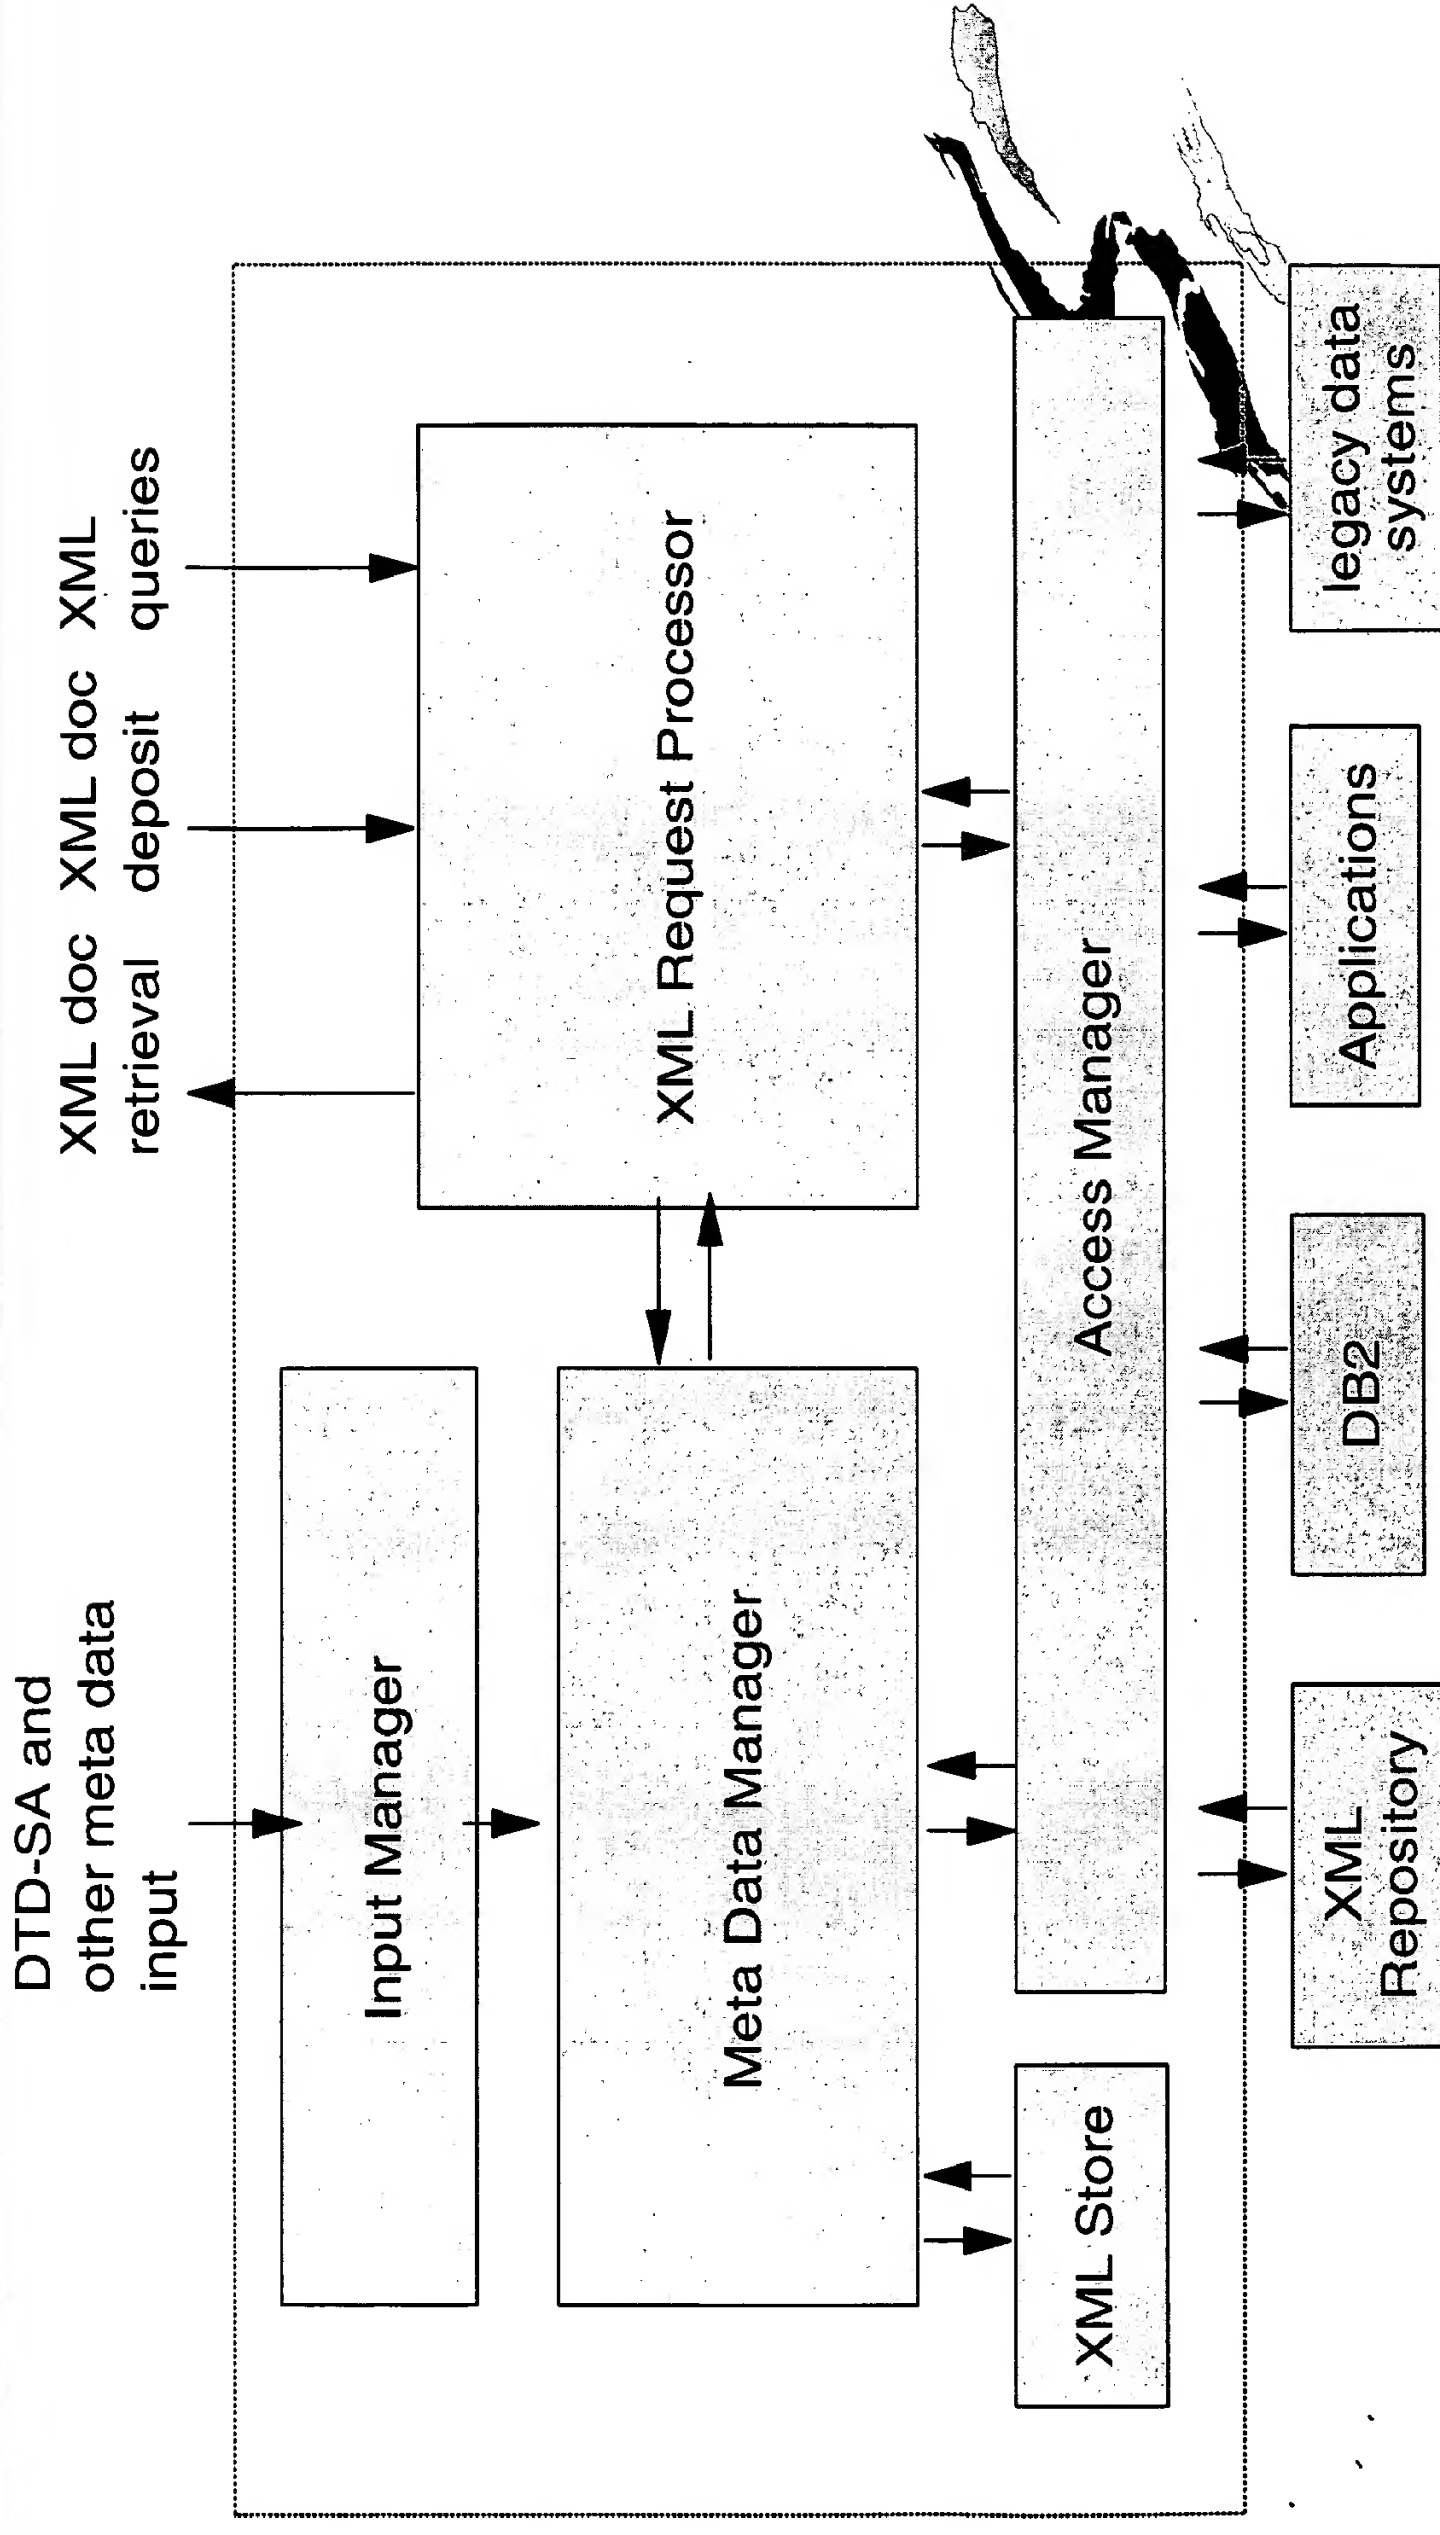 DTD-SA and
other meta data
input
XML doc
retrieval
XML doc
deposit
XML
queries
Input Manager
Meta Data Manager
XML Request Processor
XML Store
Access Manager
XML
Repository
DB2
Applications
legacy data
systems